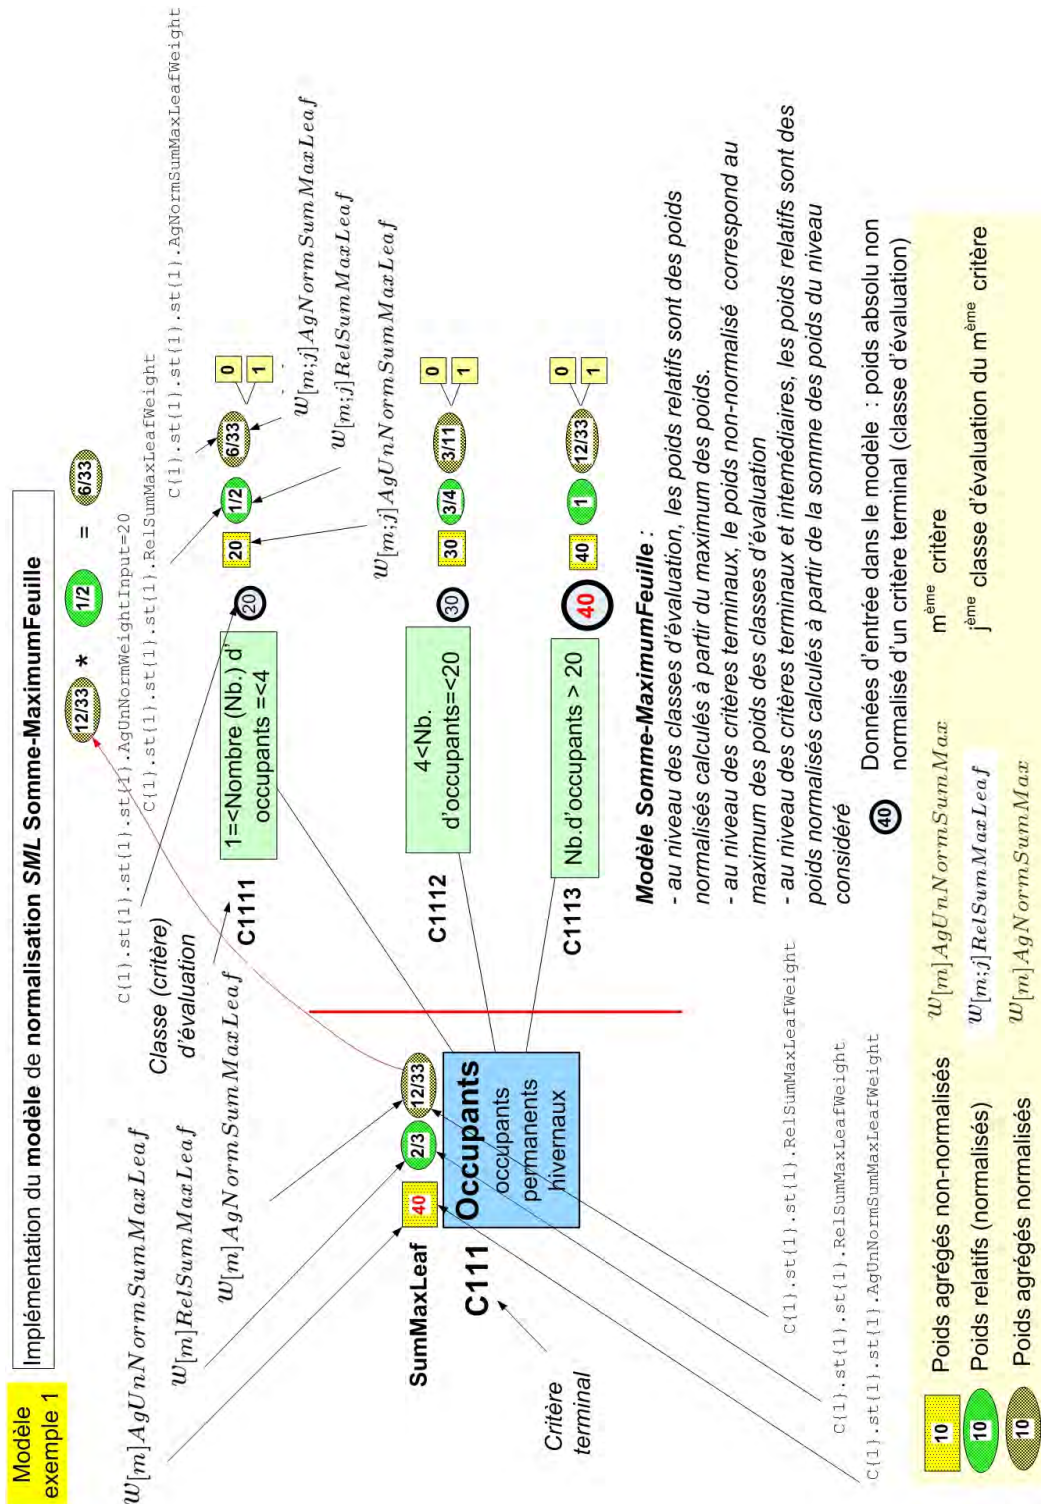 Modèle
exemple 1
Implémentation du modèle de normalisation SML Somme-MaximumFeuille
12/33 * 1/2 = 6/33
w[m]AgUnNormSumMaxLeaf
w[m]RelSumMaxLeaf
w[m]AgNormSumMaxLeaf
C{1}.st{1}.st{1}.AgUnNormWeightInput=20
C{1}.st{1}.st{1}.RelSumMaxLeafWeight
C{1}.st{1}.st{1}.st{1}.AgNormSumMaxLeafWeight
Classe (critère)
d'évaluation
C1111
1=<Nombre (Nb.) d'
occupants =<4
20
20
1/2
6/33
0
1
w[m;j]AgNormSumMaxLeaf
w[m;j]RelSumMaxLeaf
w[m;j]AgUnNormSumMaxLeaf
SumMaxLeaf
40
2/3
12/33
C111
Occupants
occupants
permanents
hivernaux
Critère
terminal
C1112
4<Nb.
d'occupants=<20
30
30
3/4
3/11
0
1
C1113
Nb.d'occupants > 20
40
40
1
12/33
0
1
Modèle Somme-MaximumFeuille :
- au niveau des classes d'évaluation, les poids relatifs sont des poids
normalisés calculés à partir du maximum des poids.
- au niveau des critères terminaux, le poids non-normalisé correspond au
maximum des poids des classes d'évaluation
- au niveau des critères terminaux et intermédiaires, les poids relatifs sont des
poids normalisés calculés à partir de la somme des poids du niveau
considéré
C{1}.st{1}.st{1}.RelSumMaxLeafWeight
C{1}.st{1}.st{1}.RelSumMaxLeafWeight
C{1}.st{1}.st{1}.AgUnNormSumMaxLeafWeight
40
Données d'entrée dans le modèle : poids absolu non
normalisé d'un critère terminal (classe d'évaluation)
10 Poids agrégés non-normalisés w[m]AgUnNormSumMax mème critère
10 Poids relatifs (normalisés) w[m;j]RelSumMaxLeaf jème classe d'évaluation du mème critère
10 Poids agrégés normalisés w[m]AgNormSumMax